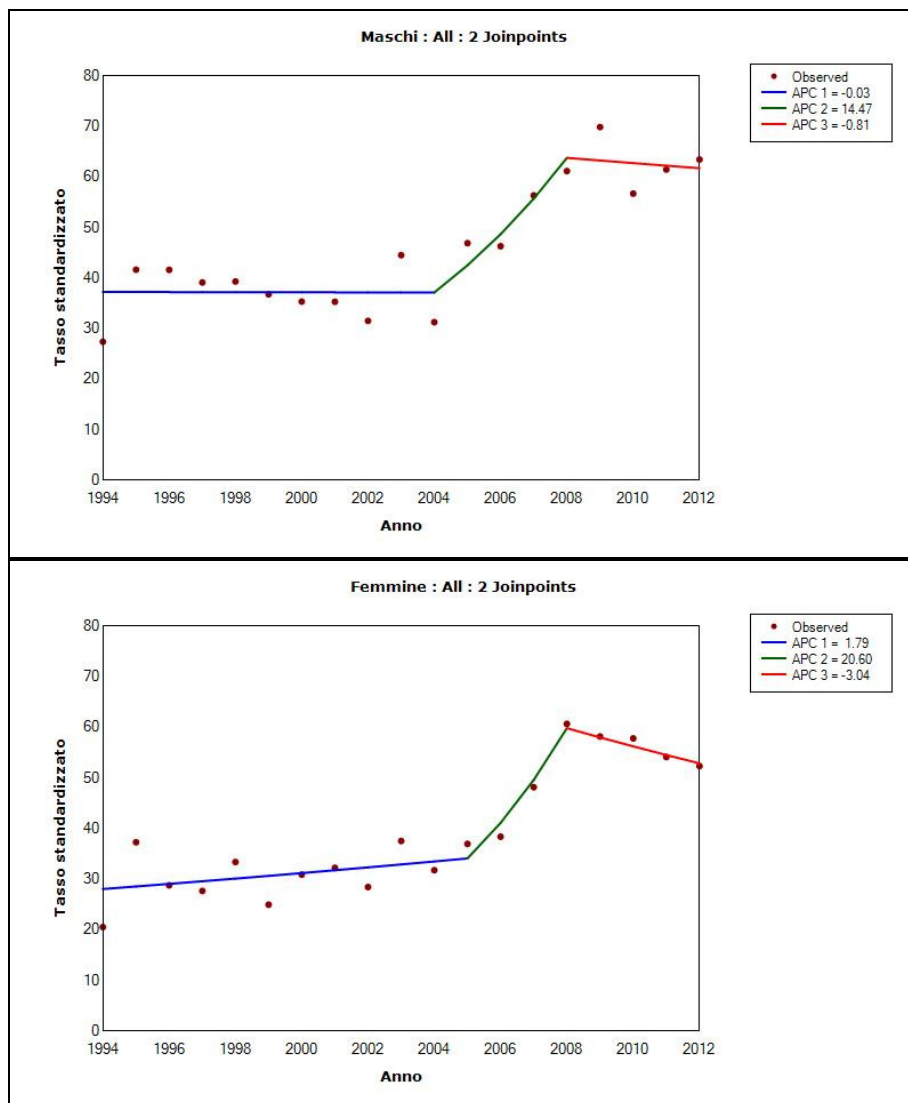 Maschi : All : 2 Joinpoints
80
70
60
50
40
30
20
10
0
Tasso standardizzato
1994 1996 1998 2000 2002 2004 2006 2008 2010 2012
Anno
Observed
APC 1 = -0.03
APC 2 = 14.47
APC 3 = -0.81
Femmine : All : 2 Joinpoints
80
70
60
50
40
30
20
10
0
Tasso standardizzato
1994 1996 1998 2000 2002 2004 2006 2008 2010 2012
Anno
Observed
APC 1 = 1.79
APC 2 = 20.60
APC 3 = -3.04